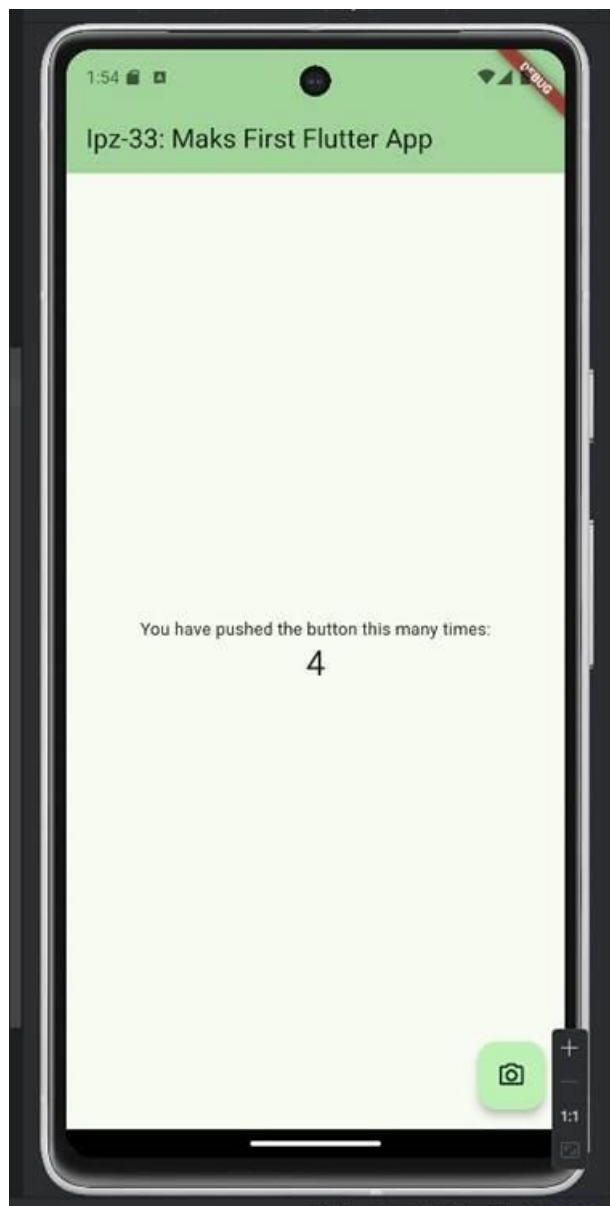 1:54
DEBUG
Ipz-33: Maks First Flutter App
You have pushed the button this many times:
4
1:1